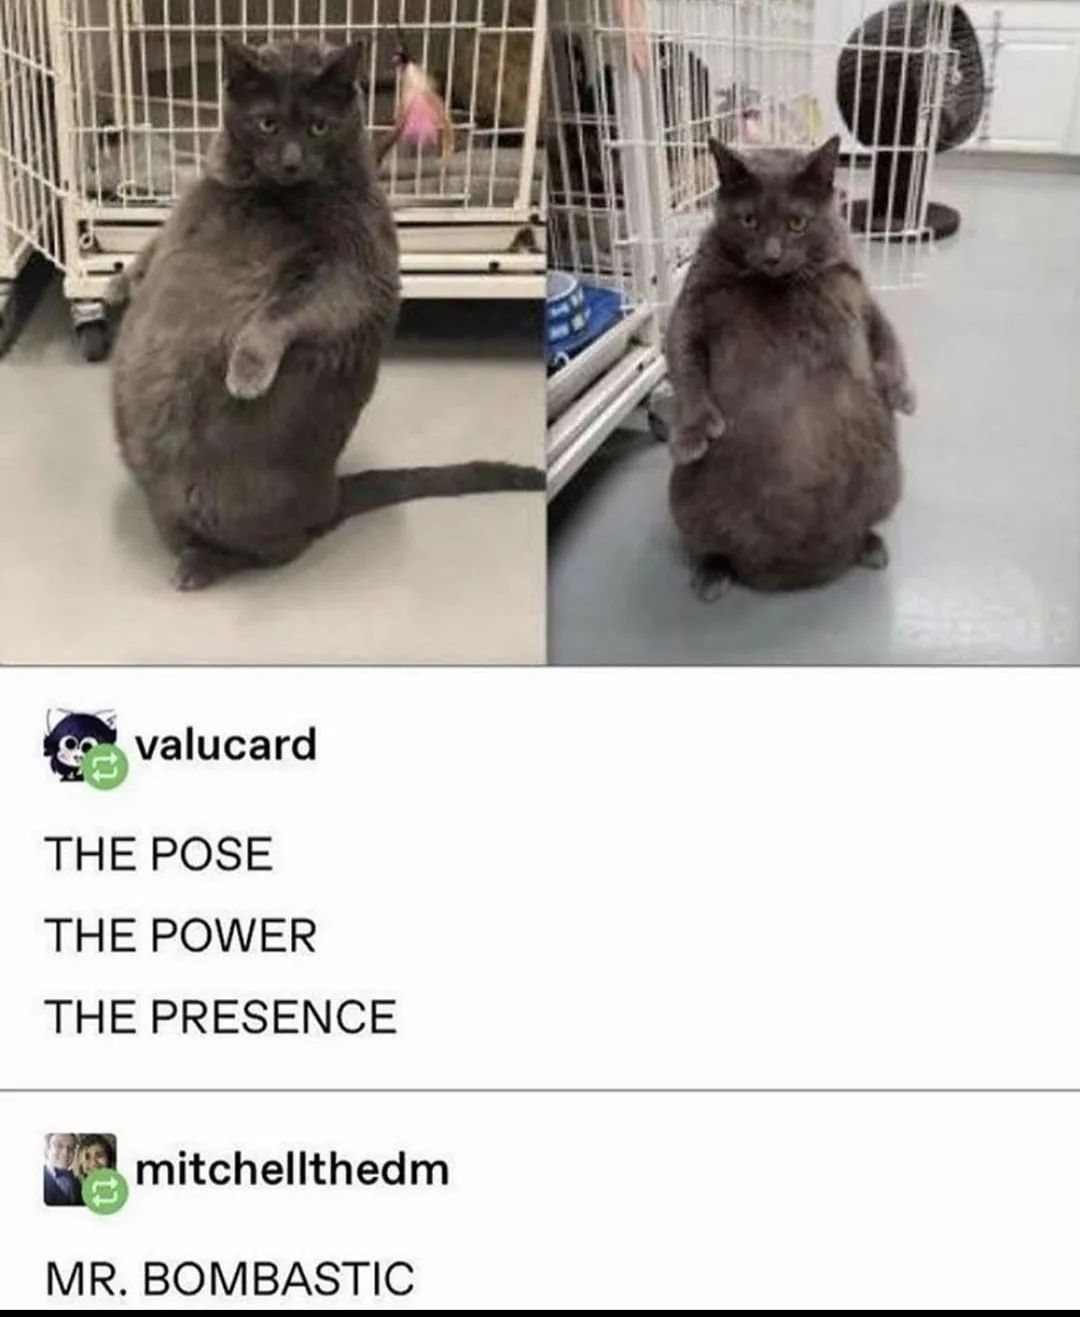 valucard
THE POSE
THE POWER
THE PRESENCE
mitchellthedm
MR. BOMBASTIC